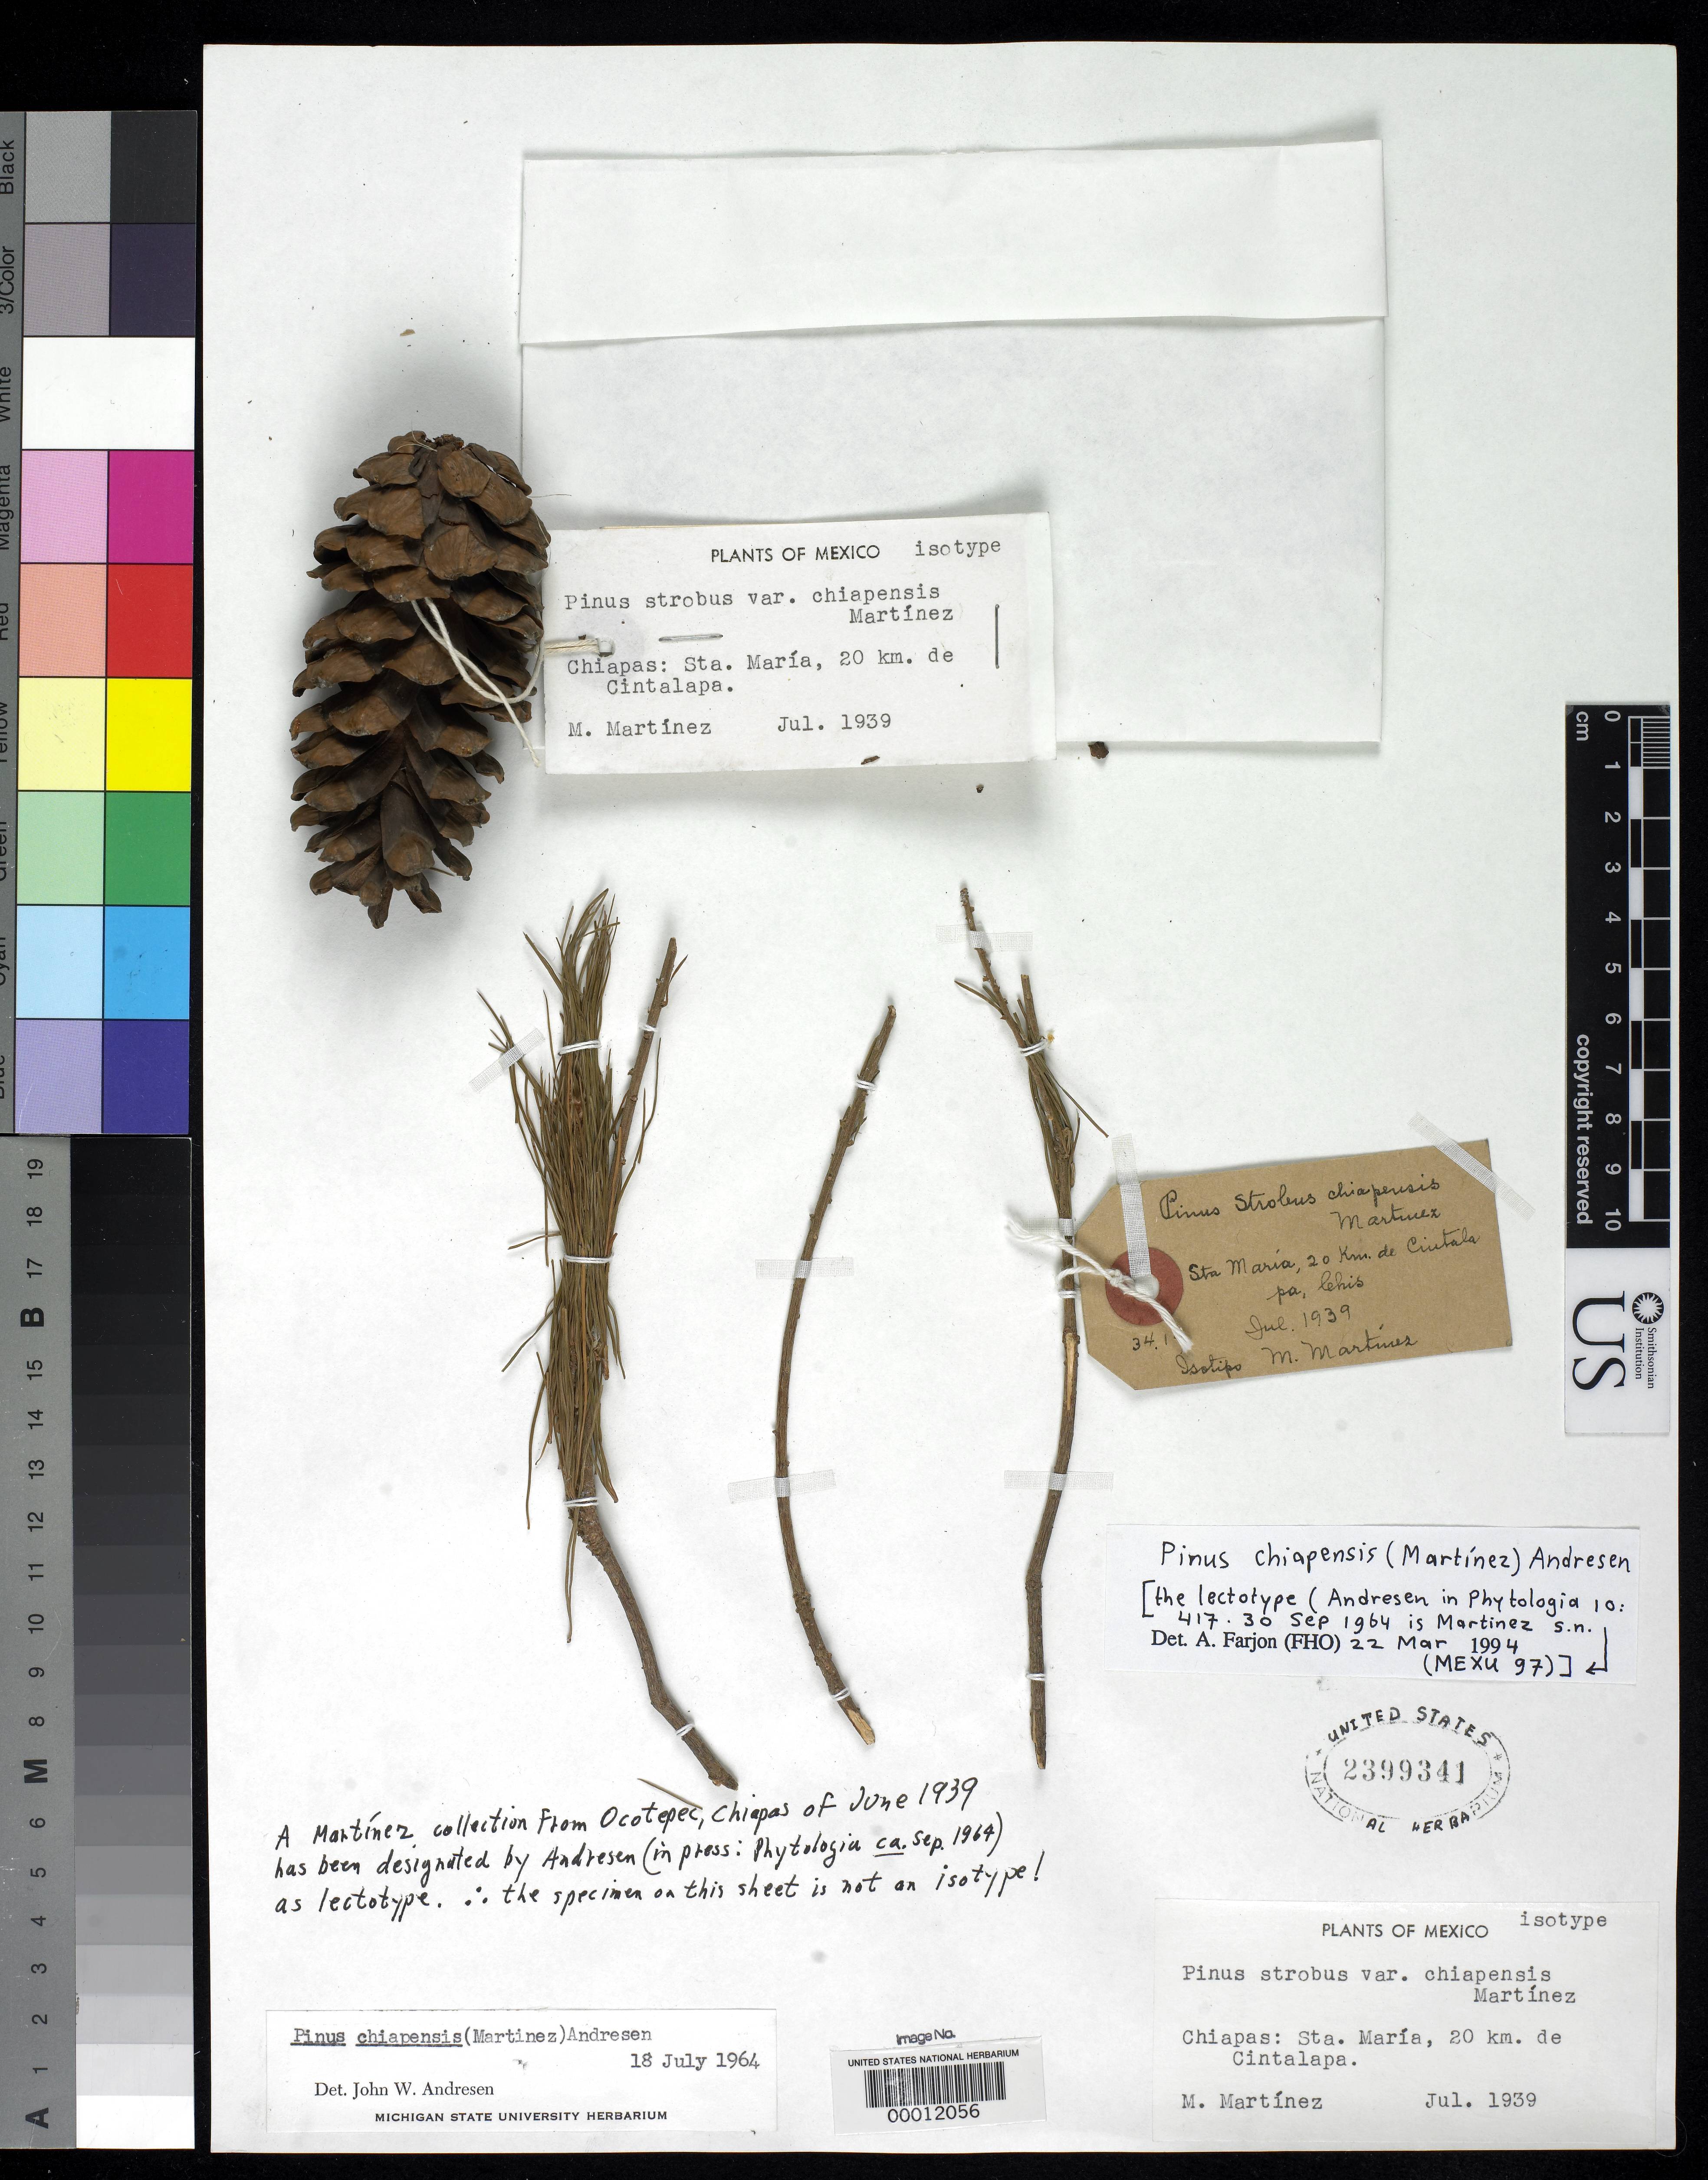 PLANTS OF MEXICO isotype
Pinus strobus var. chiapensis
Martínez
Chiapas: Sta. María, 20 km. de
Cintalapa.
M. Martínez Jul. 1939
Pinus Strobus chiapensis
Martinez
Sta María, 20 Km. de Cintala
pa, Chis
Jul. 1939
34.1
Isotipo M. Martínez
Pinus chiapensis (Martínez) Andresen
[the lectotype (Andresen in Phytologia 10:
417. 30 Sep 1964 is Martinez s.n.
Det. A. Farjon (FHO) 22 Mar 1994
(MEXU 97)]
UNITED STATES
2399341
NATIONAL HERBARIUM
A Martínez collection from Ocotepec, Chiapas of June 1939
has been designated by Andresen (in press: Phytologia ca. Sep. 1964)
as lectotype. ∴ the specimen on this sheet is not an isotype!
PLANTS OF MEXICO isotype
Pinus strobus var. chiapensis
Martínez
Chiapas: Sta. María, 20 km. de
Cintalapa.
M. Martínez Jul. 1939
Pinus chiapensis(Martinez)Andresen
18 July 1964
Det. John W. Andresen
MICHIGAN STATE UNIVERSITY HERBARIUM
Image No.
UNITED STATES NATIONAL HERBARIUM
00012056
cm 0 1 2 3 4 5 6 7 8 9 10
copyright reserved
US
Smithsonian
Institution
Black
3/Color
White
Magenta
Red
Yellow
Green
Cyan
Blue
19
18
17
B
15
14
13
12
11
10
9
8
M
6
5
4
3
2
1
A